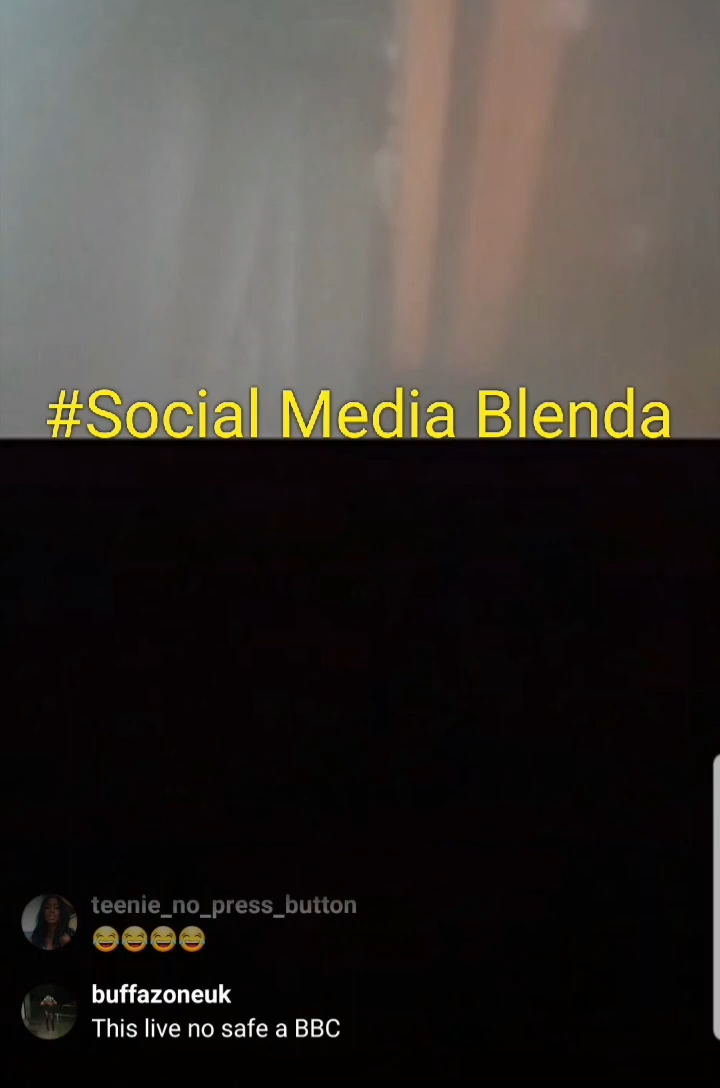 #Social Media Blenda
teenie_no_press_button
😂😂😂😂
buffazoneuk
This live no safe a BBC